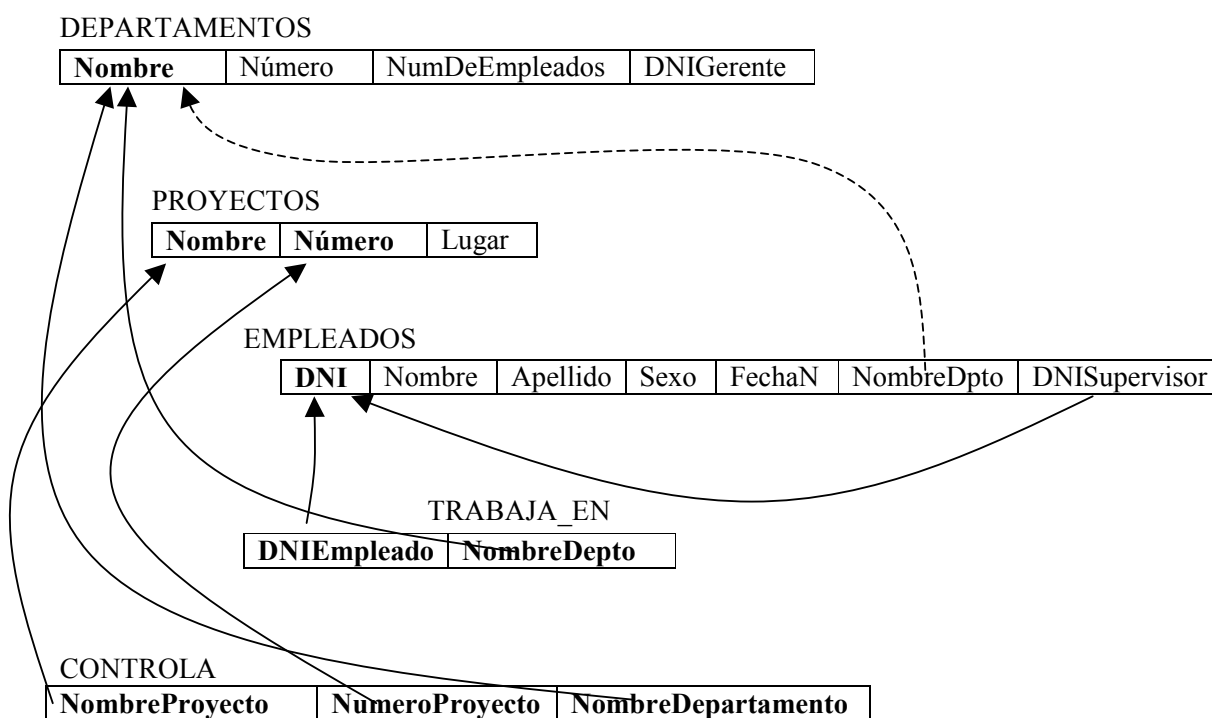 DEPARTAMENTOS
Nombre Número NumDeEmpleados DNIGerente
PROYECTOS
Nombre Número Lugar
EMPLEADOS
DNI Nombre Apellido Sexo FechaN NombreDpto DNISupervisor
TRABAJA_EN
DNIEmpleado NombreDepto
CONTROLA
NombreProyecto NumeroProyecto NombreDepartamento